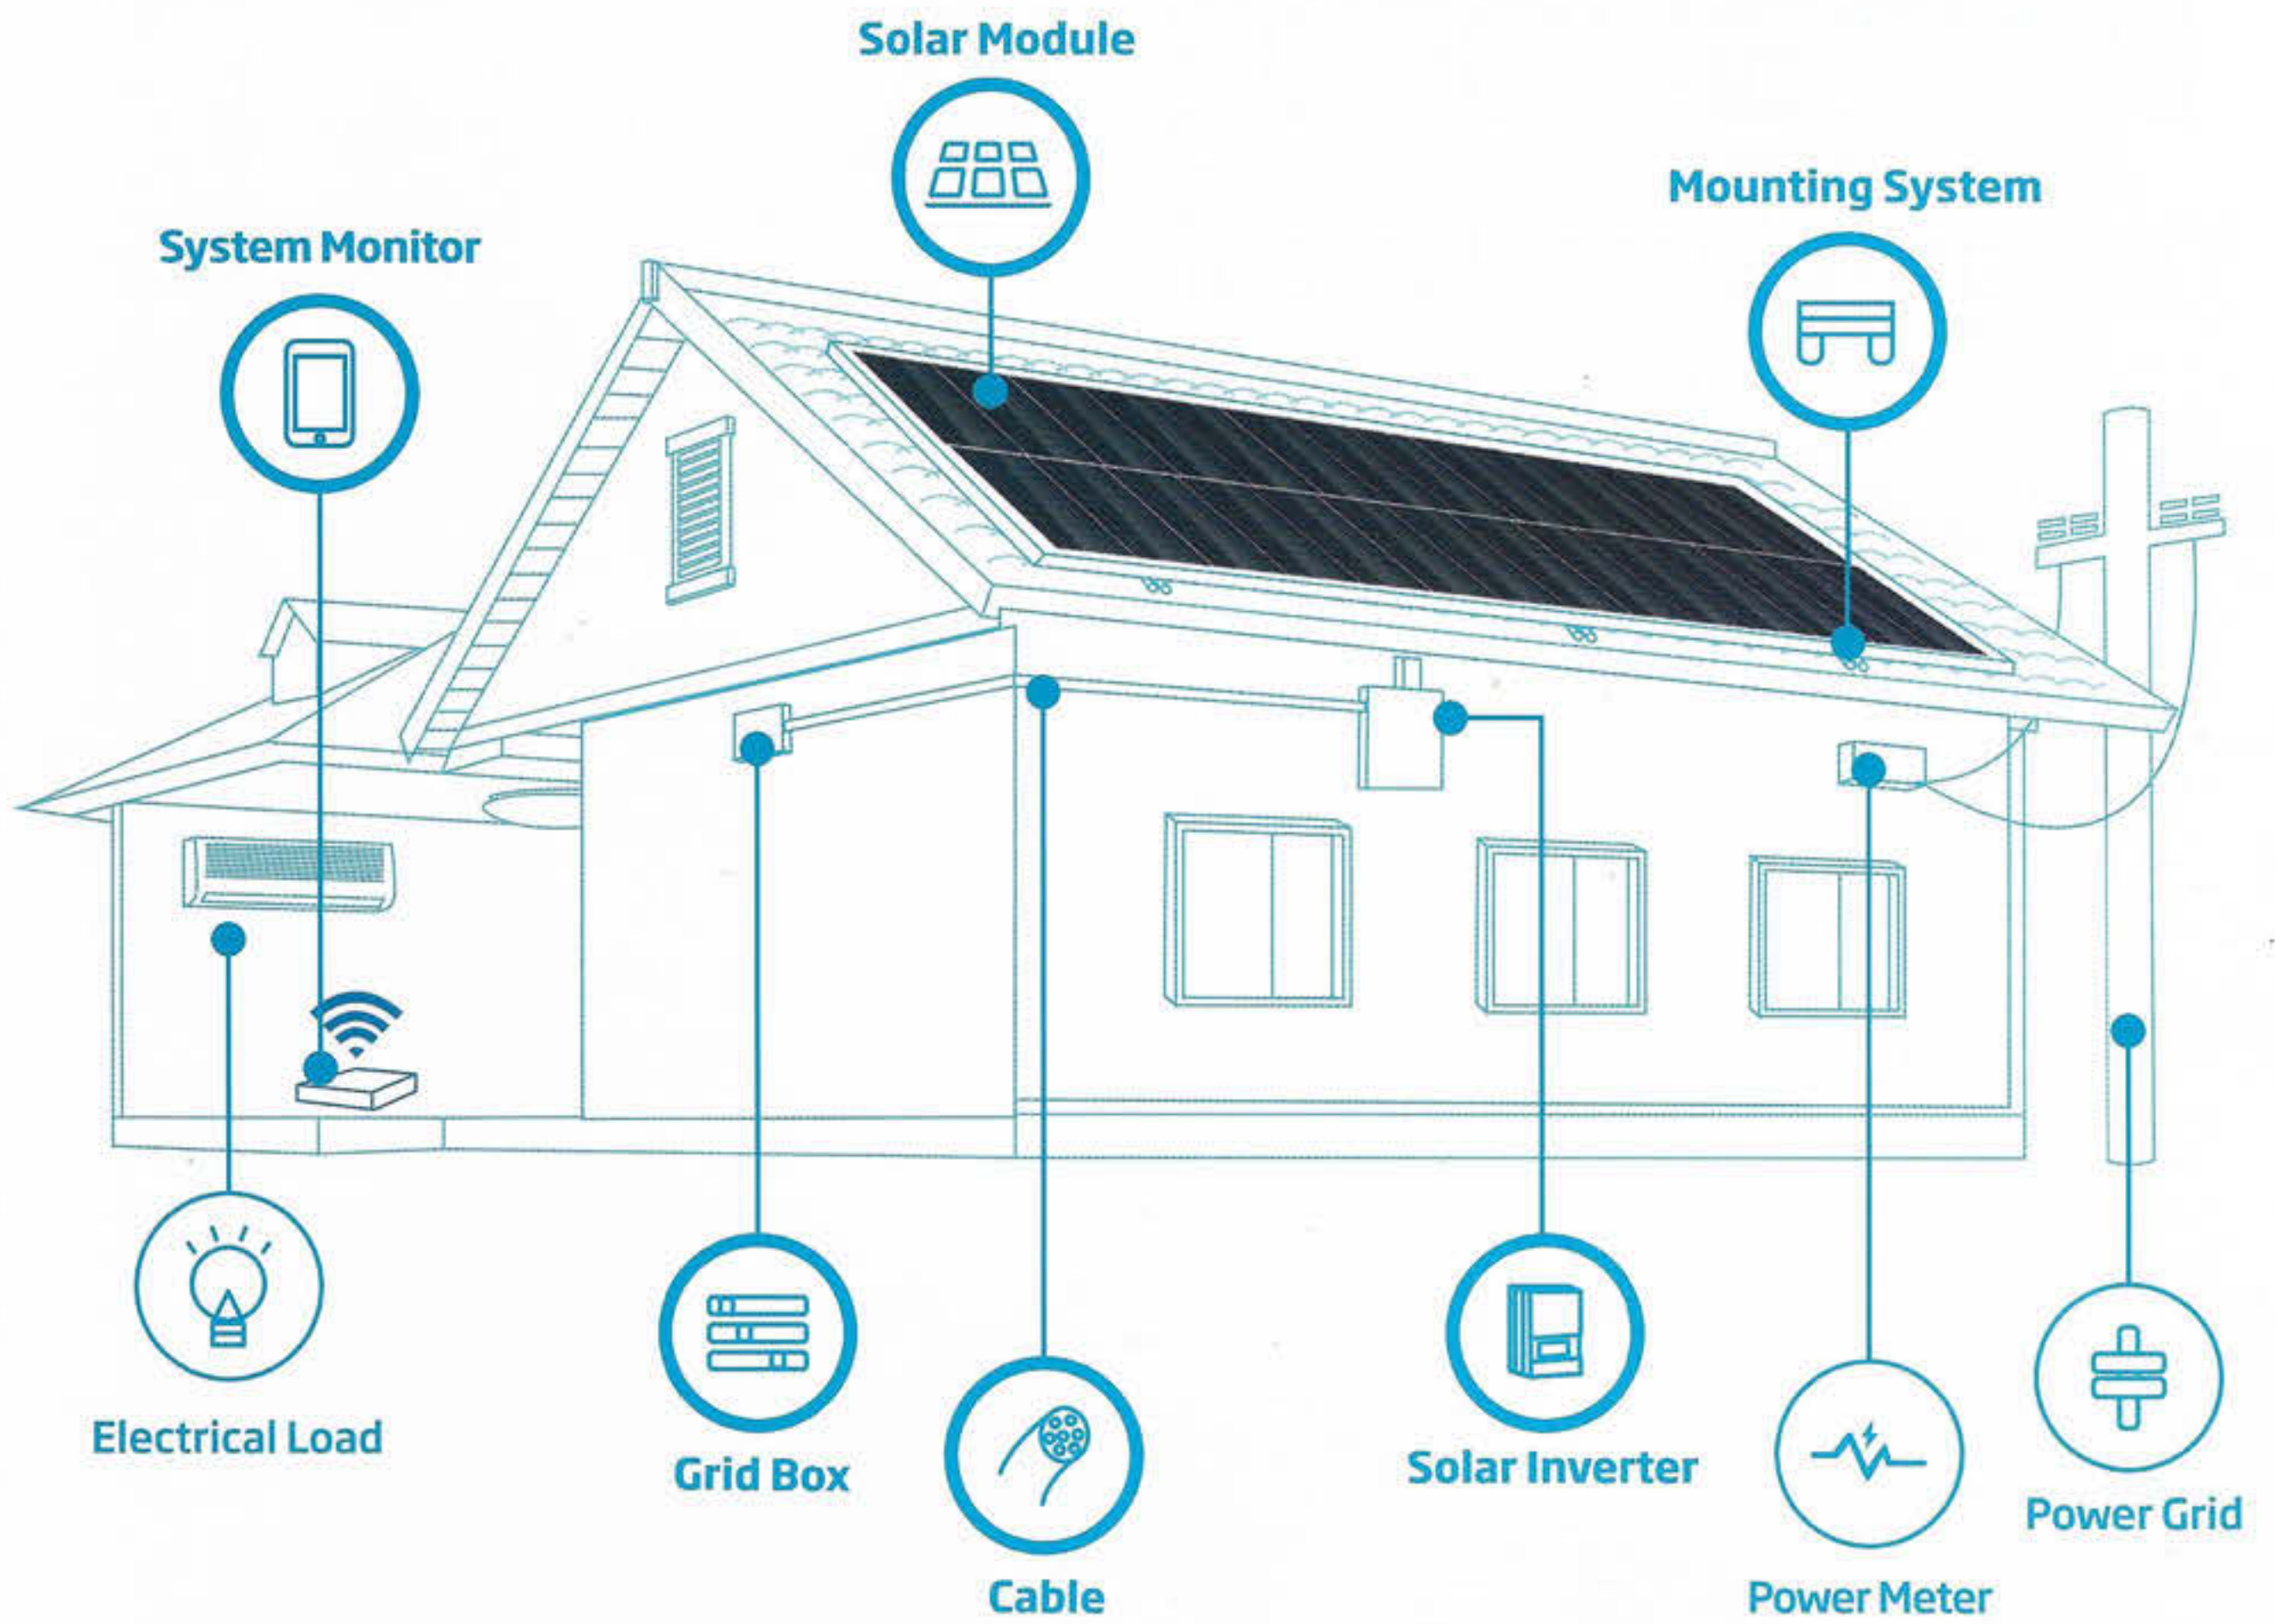 Solar Module
Mounting System
System Monitor
Electrical Load
Grid Box
Cable
Solar Inverter
Power Meter
Power Grid